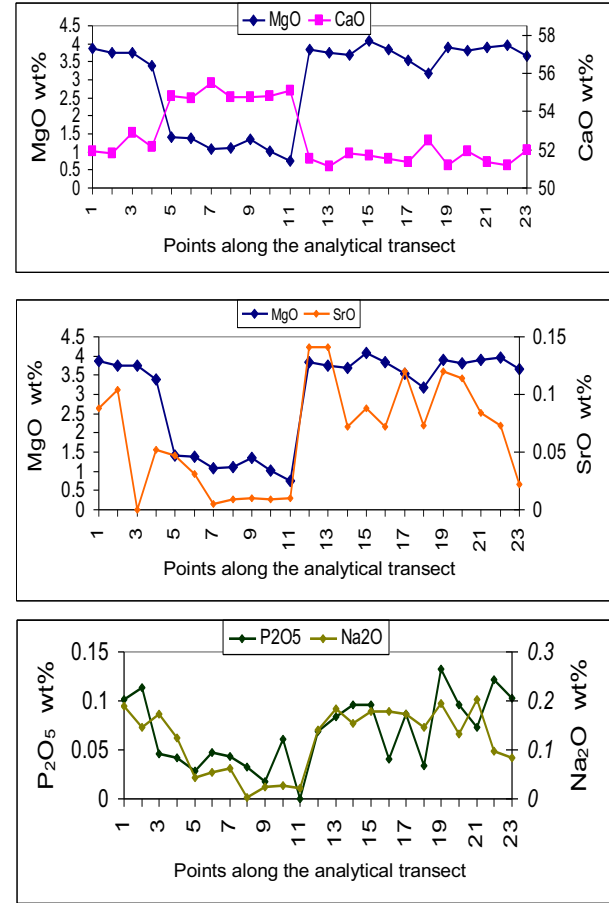 MgO CaO
4.5 58
4 57
3.5 56
3 55
2.5 54
2 53
1.5 52
1 51
0.5 50
0
MgO wt%
CaO wt%
1 3 5 7 9 11 13 15 17 19 21 23
Points along the analytical transect
MgO SrO
4.5 0.15
4
3.5
3 0.1
2.5
2
1.5 0.05
1
0.5
0 0
MgO wt%
SrO wt%
1 3 5 7 9 11 13 15 17 19 21 23
Points along the analytical transect
P2O5 Na2O
0.15 0.3
0.1 0.2
0.05 0.1
0 0
P₂O₅ wt%
Na₂O wt%
1 3 5 7 9 11 13 15 17 19 21 23
Points along the analytical transect